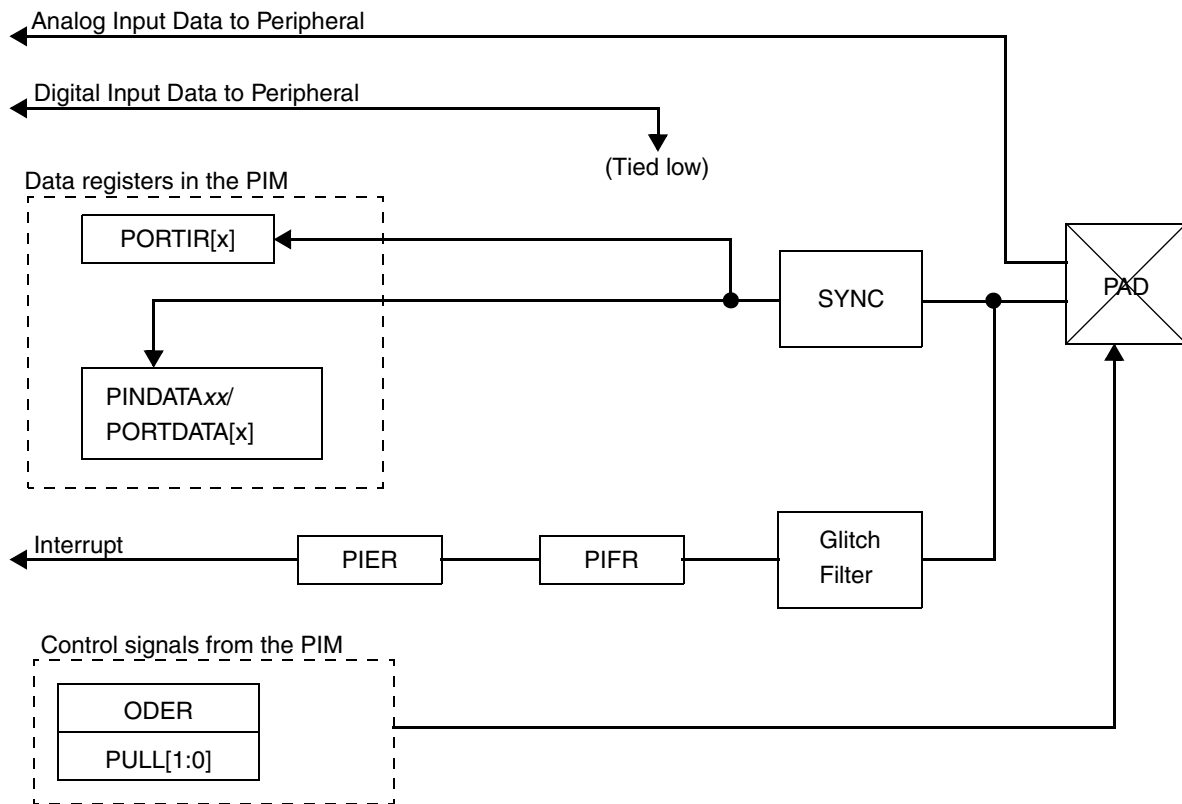 Analog Input Data to Peripheral
Digital Input Data to Peripheral
(Tied low)
Data registers in the PIM
PORTIR[x]
SYNC
PAD
PINDATAxx/
PORTDATA[x]
Interrupt
PIER
PIFR
Glitch
Filter
Control signals from the PIM
ODER
PULL[1:0]